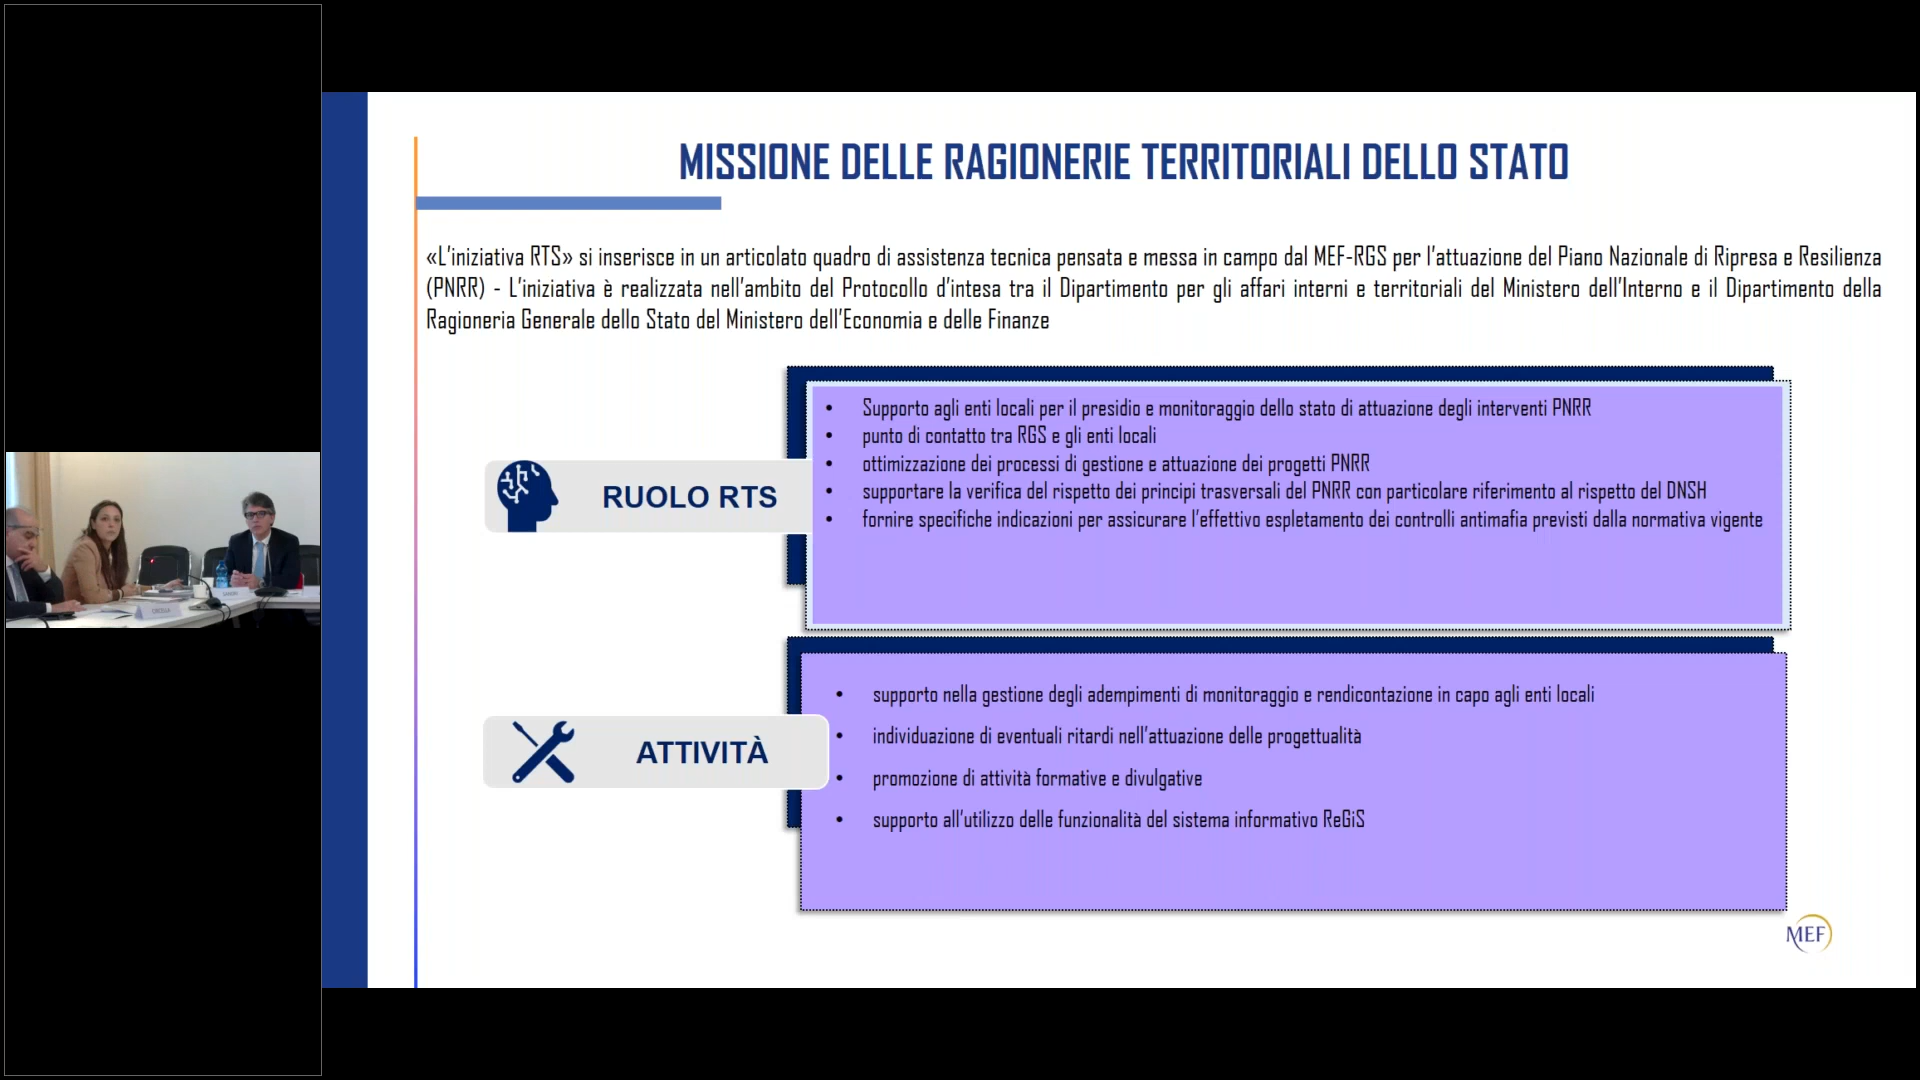 MISSIONE DELLE RAGIONERIE TERRITORIALI DELLO STATO
«L'iniziativa RTS» si inserisce in un articolato quadro di assistenza tecnica pensata e messa in campo dal MEF-RGS per l'attuazione del Piano Nazionale di Ripresa e Resilienza
(PNRR) - L'iniziativa è realizzata nell'ambito del Protocollo d'intesa tra il Dipartimento per gli affari interni e territoriali del Ministero dell'Interno e il Dipartimento della
Ragioneria Generale dello Stato del Ministero dell'Economia e delle Finanze
RUOLO RTS
• Supporto agli enti locali per il presidio e monitoraggio dello stato di attuazione degli interventi PNRR
• punto di contatto tra RGS e gli enti locali
• ottimizzazione dei processi di gestione e attuazione dei progetti PNRR
• supportare la verifica del rispetto dei principi trasversali del PNRR con particolare riferimento al rispetto del DNSH
• fornire specifiche indicazioni per assicurare l'effettivo espletamento dei controlli antimafia previsti dalla normativa vigente
ATTIVITÀ
• supporto nella gestione degli adempimenti di monitoraggio e rendicontazione in capo agli enti locali
• individuazione di eventuali ritardi nell'attuazione delle progettualità
• promozione di attività formative e divulgative
• supporto all'utilizzo delle funzionalità del sistema informativo ReGiS
MEF